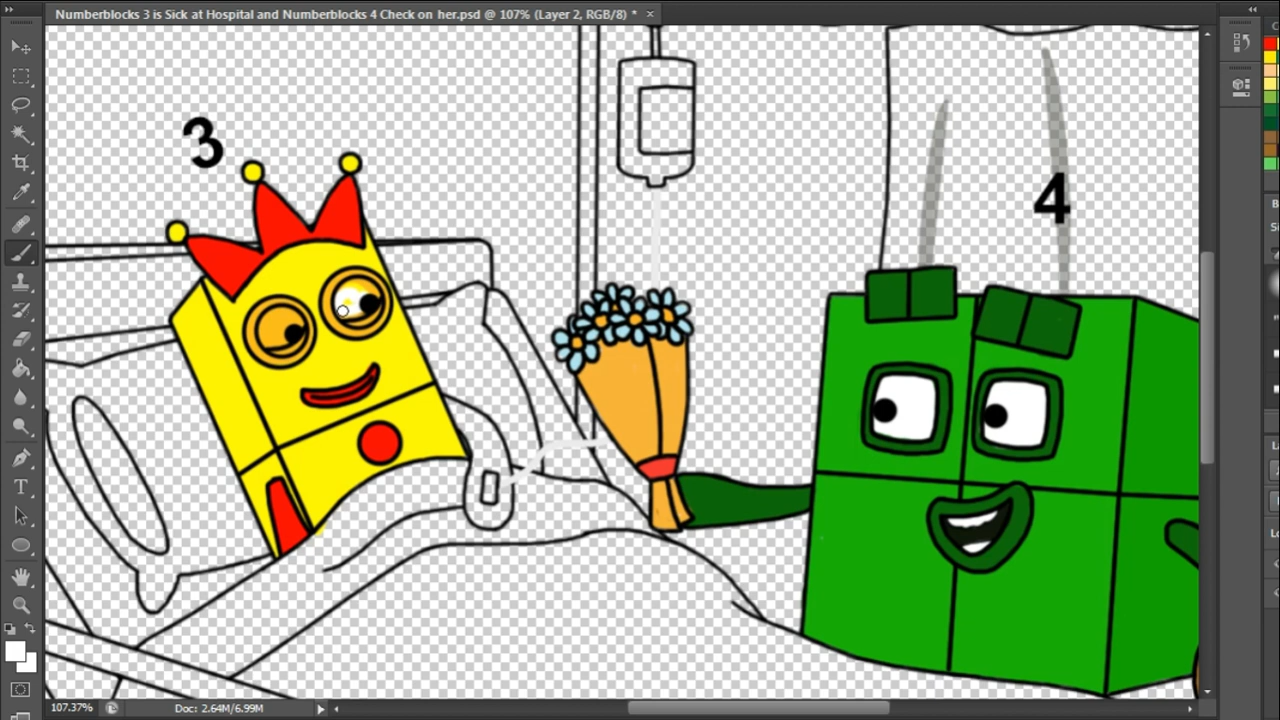 Numberblocks 3 is Sick at Hospital and Numberblocks 4 Check on her.psd @ 107% (Layer 2, RGB/8) *
3
4
T
107.37%
Doc: 2.64M/6.99M